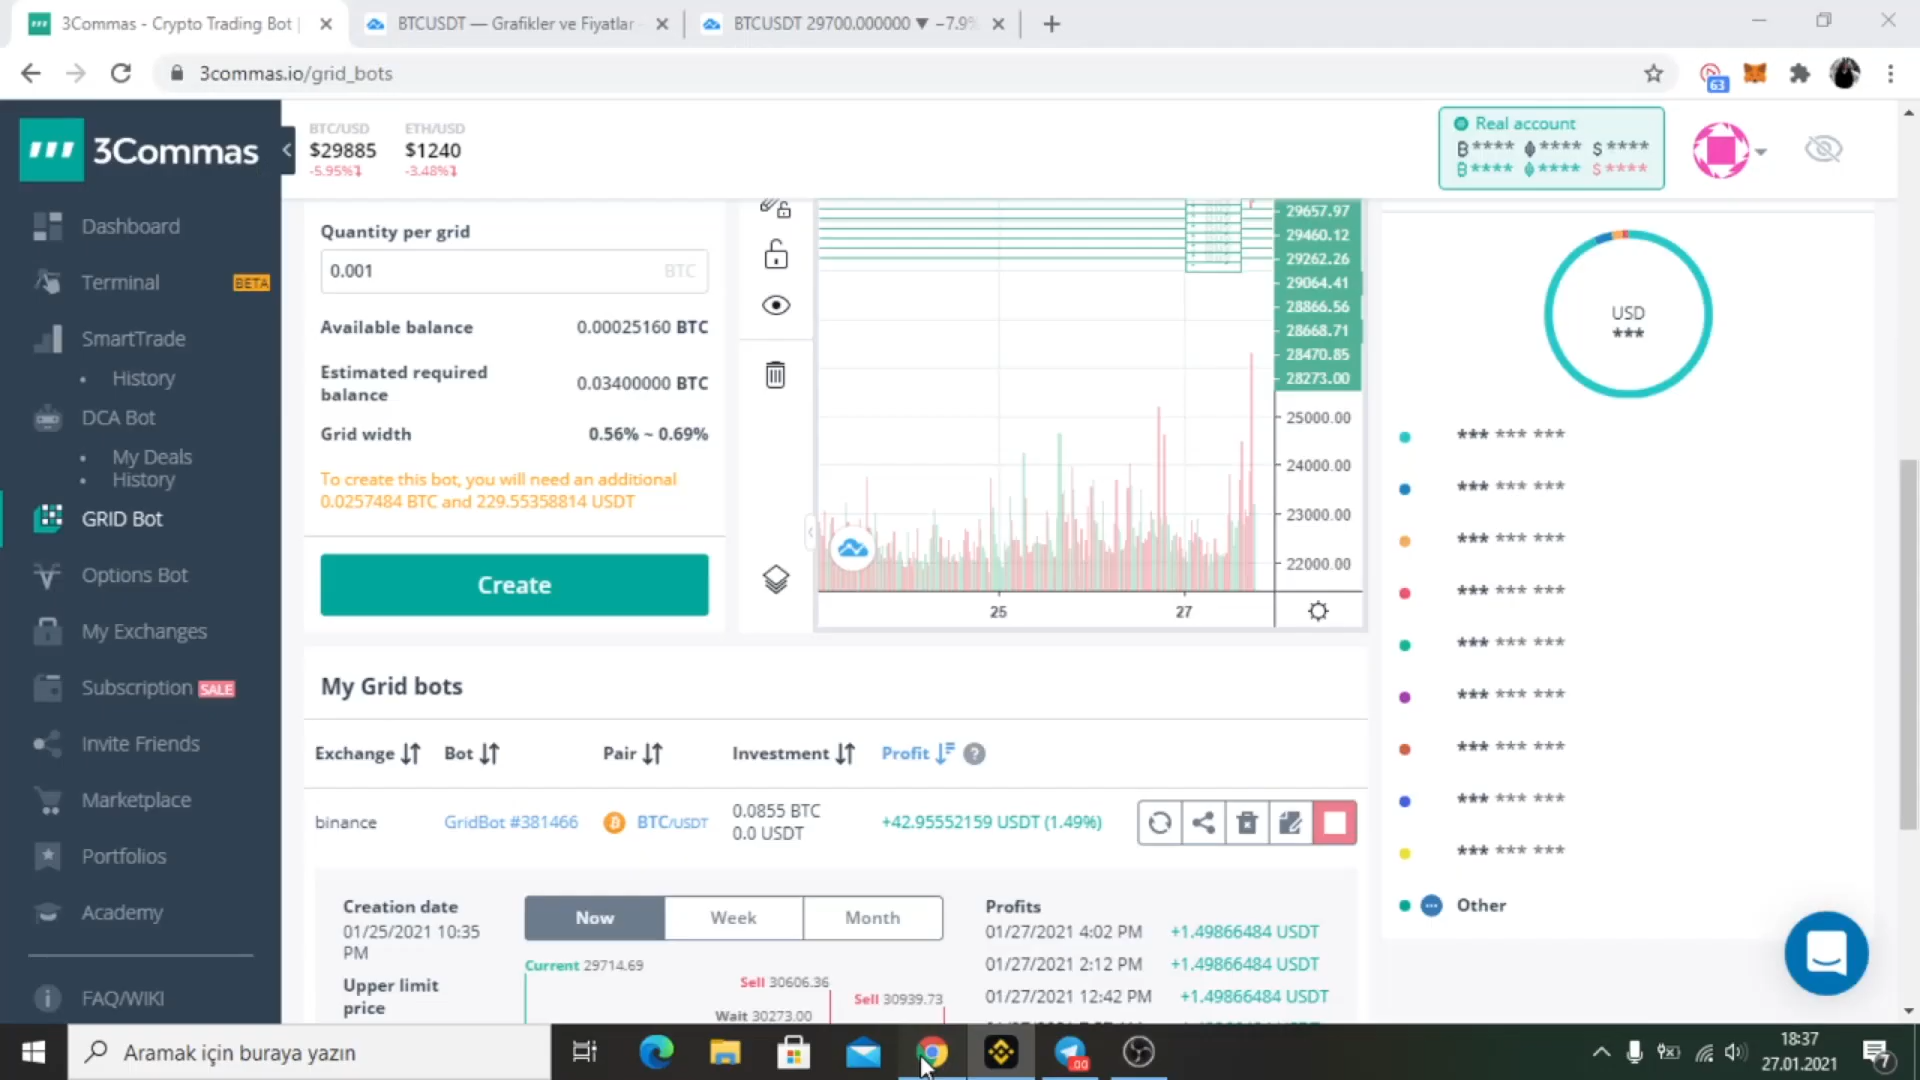 3Commas - Crypto Trading Bot
BTCUSDT — Grafikler ve Fiyatlar
BTCUSDT 29700.000000 ▼ −7.9%
3commas.io/grid_bots
63
3Commas
BTC/USD
$29885
-5.95%
ETH/USD
$1240
-3.48%
Real account
**** **** $****
**** **** $****
Dashboard
Terminal BETA
SmartTrade
• History
DCA Bot
• My Deals
• History
GRID Bot
Options Bot
My Exchanges
Subscription SALE
Invite Friends
Marketplace
Portfolios
Academy
FAQ/WIKI
Quantity per grid
0.001 BTC
Available balance 0.00025160 BTC
Estimated required balance 0.03400000 BTC
Grid width 0.56% ~ 0.69%
To create this bot, you will need an additional
0.0257484 BTC and 229.55358814 USDT
Create
29657.97
29460.12
29262.26
29064.41
28866.56
28668.71
28470.85
28273.00
25000.00
24000.00
23000.00
22000.00
25 27
USD
***
*** *** ***
*** *** ***
*** *** ***
*** *** ***
*** *** ***
*** *** ***
*** *** ***
*** *** ***
*** *** ***
Other
My Grid bots
Exchange Bot Pair Investment Profit ?
binance GridBot #381466 BTC/USDT 0.0855 BTC +42.95552159 USDT (1.49%)
0.0 USDT
Creation date
01/25/2021 10:35
PM
Upper limit
price
Now Week Month
Current 29714.69
Sell 30606.36
Sell 30939.73
Wait 30273.00
Profits
01/27/2021 4:02 PM +1.49866484 USDT
01/27/2021 2:12 PM +1.49866484 USDT
01/27/2021 12:42 PM +1.49866484 USDT
Aramak için buraya yazın
18:37
27.01.2021
7